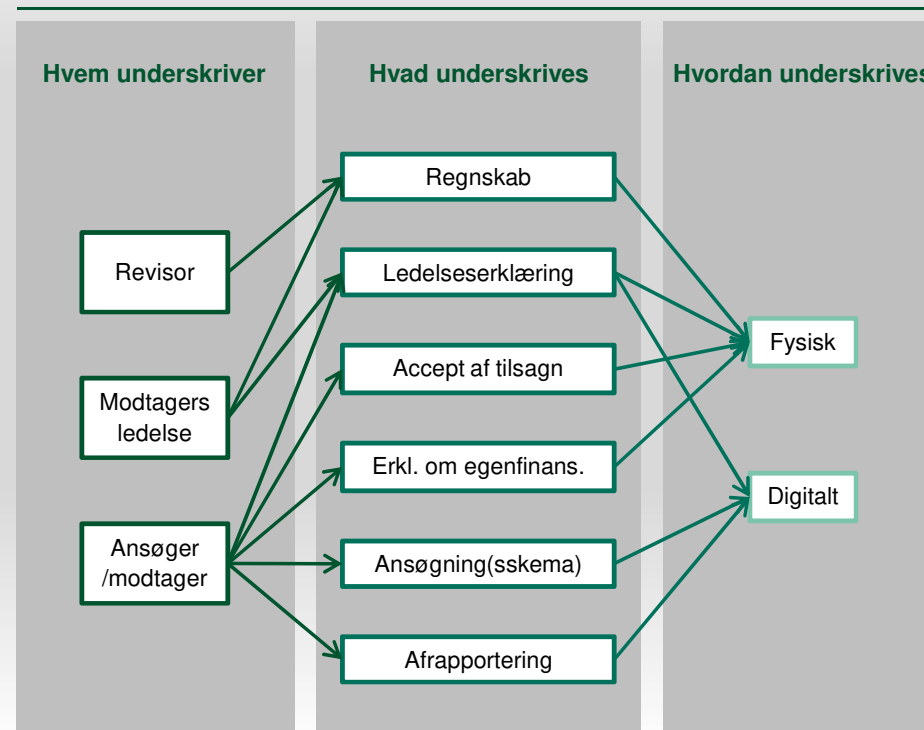 Hvem underskriver
Hvad underskrives
Hvordan underskrives
Regnskab
Revisor
Ledelseserklæring
Fysisk
Accept af tilsagn
Modtagers
ledelse
Erkl. om egenfinans.
Digitalt
Ansøger
/modtager
Ansøgning(sskema)
Afrapportering